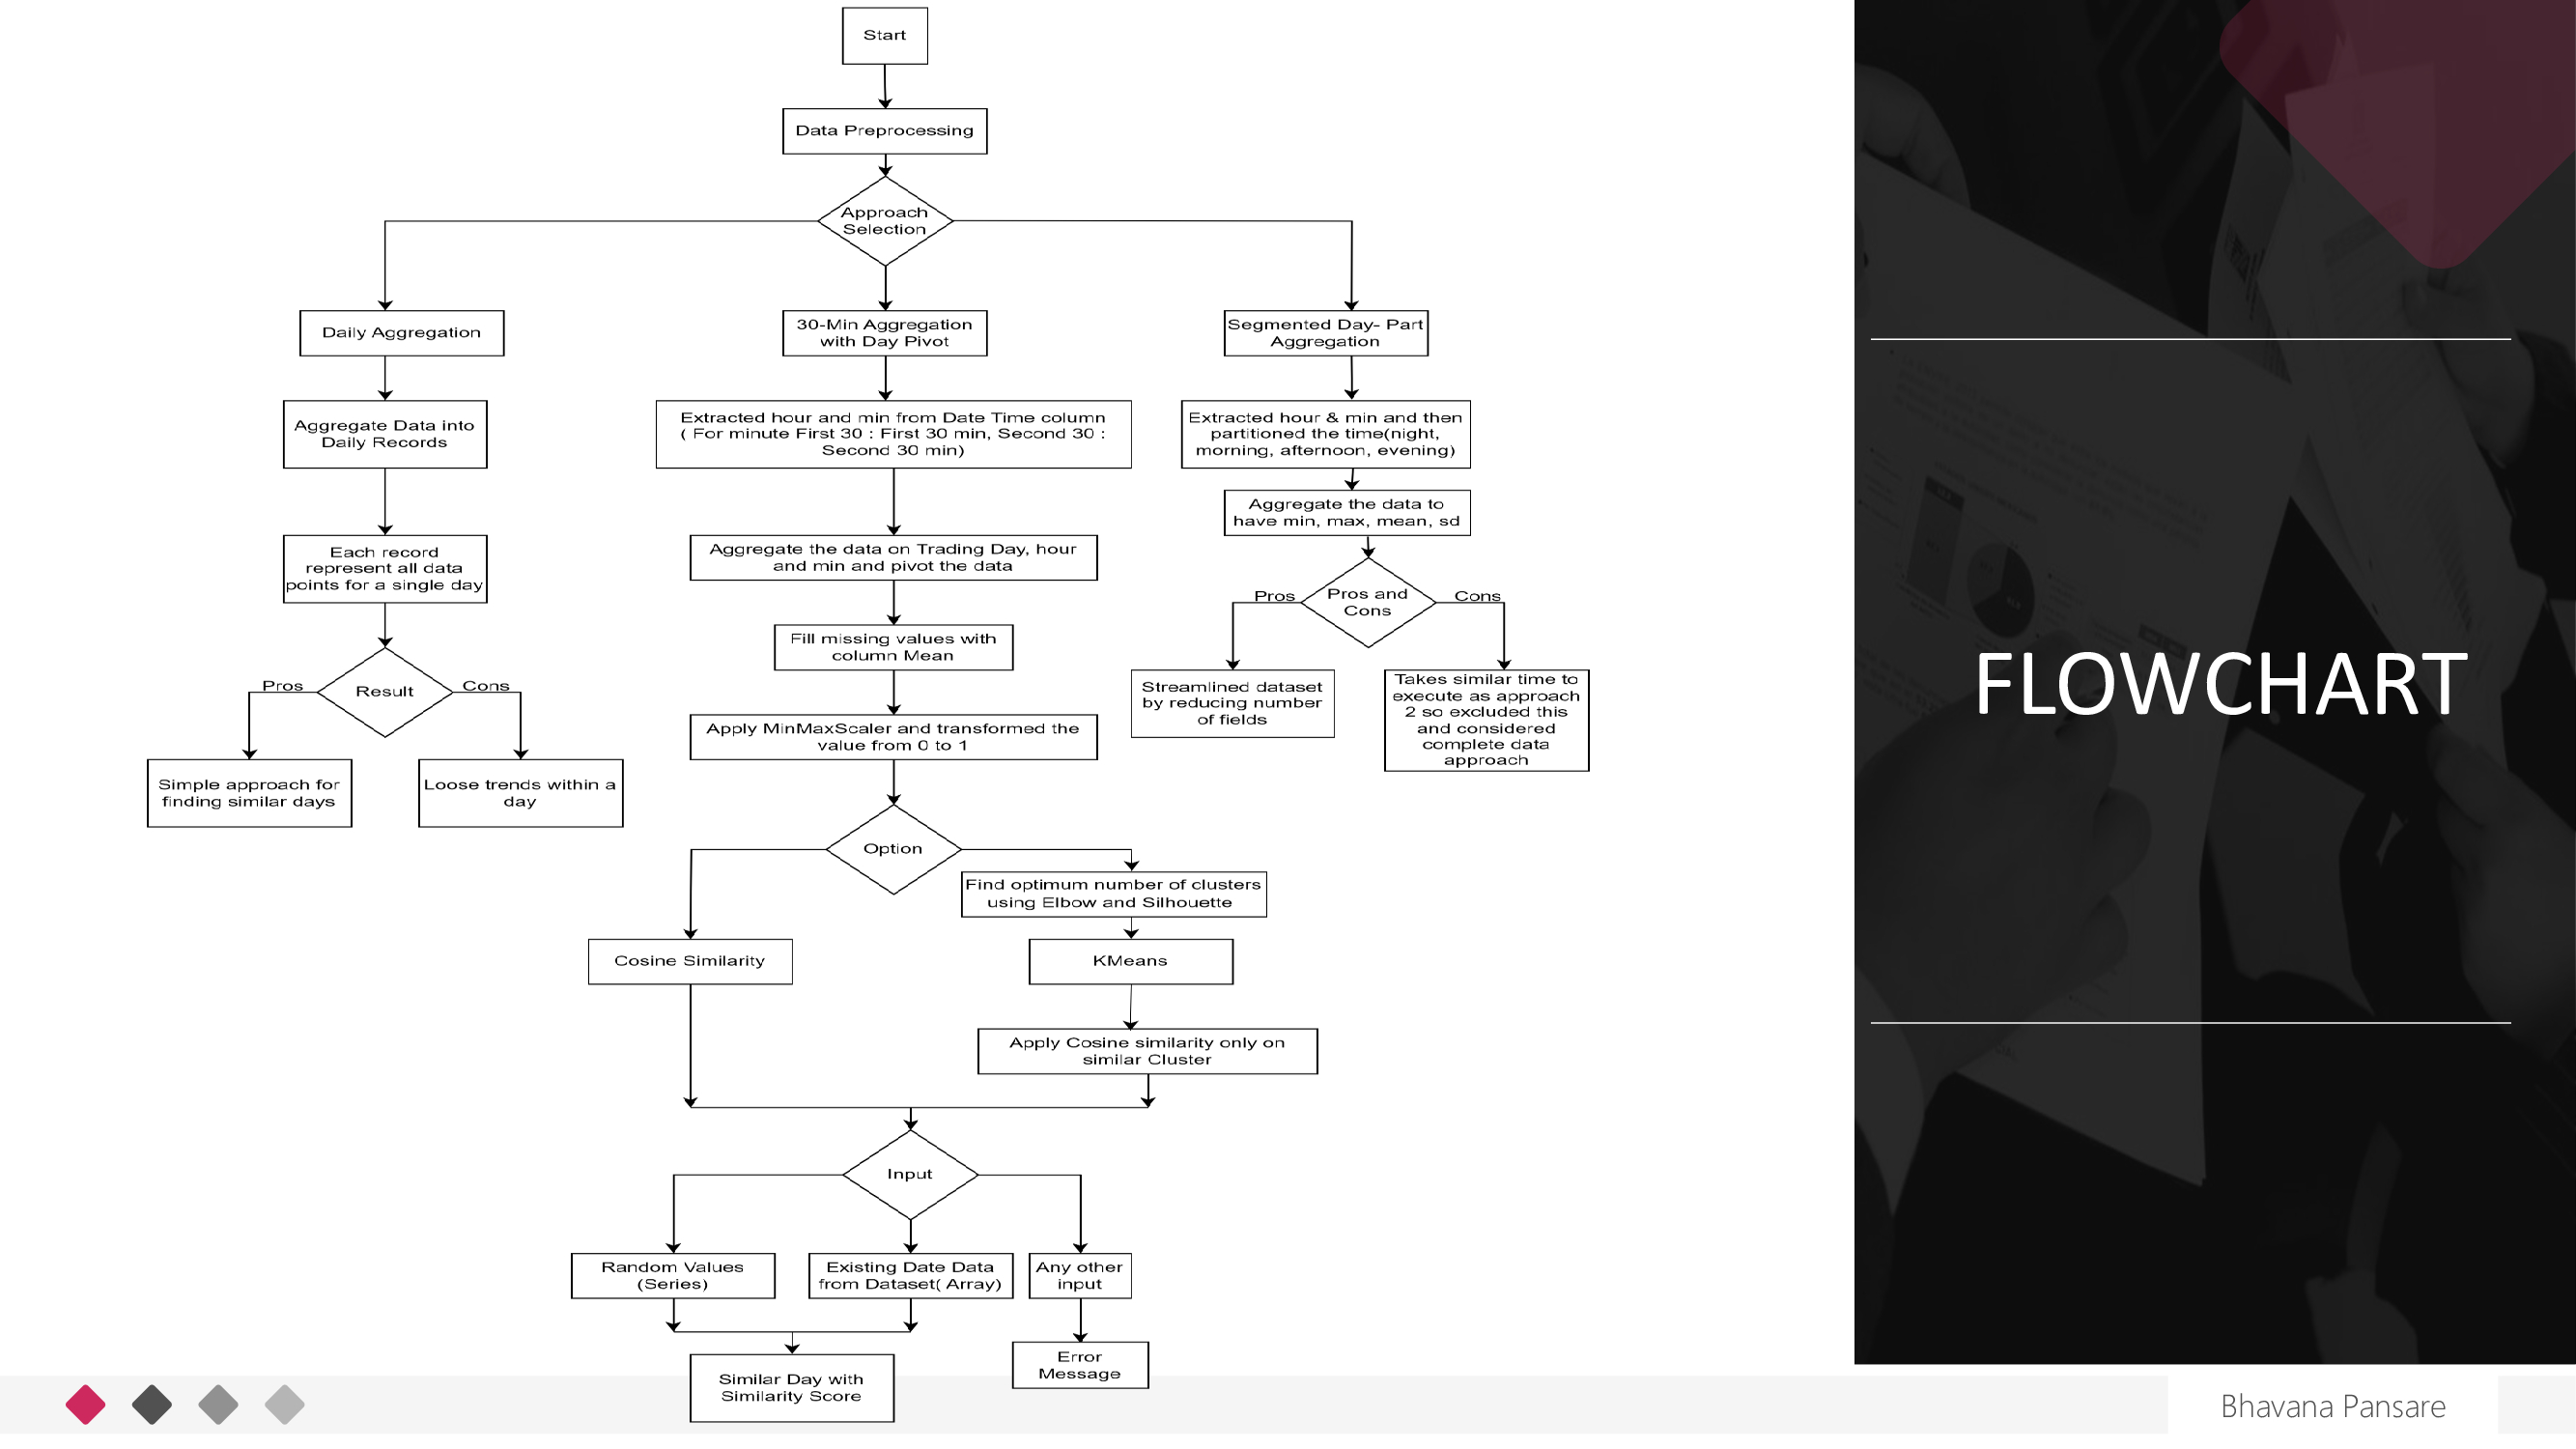 Start
Data Preprocessing
Approach
Selection
Daily Aggregation
30-Min Aggregation
with Day Pivot
Segmented Day- Part
Aggregation
Aggregate Data into
Daily Records
Extracted hour and min from Date Time column
( For minute First 30 : First 30 min, Second 30 :
Second 30 min)
Extracted hour & min and then
partitioned the time(night,
morning, afternoon, evening)
Aggregate the data to
have min, max, mean, sd
Each record
represent all data
points for a single day
Aggregate the data on Trading Day, hour
and min and pivot the data
Pros
Pros and
Cons
Cons
Fill missing values with
column Mean
Pros
Result
Cons
Streamlined dataset
by reducing number
of fields
Takes similar time to
execute as approach
2 so excluded this
and considered
complete data
approach
Apply MinMaxScaler and transformed the
value from 0 to 1
Simple approach for
finding similar days
Loose trends within a
day
Option
Find optimum number of clusters
using Elbow and Silhouette
Cosine Similarity
KMeans
Apply Cosine similarity only on
similar Cluster
Input
Random Values
(Series)
Existing Date Data
from Dataset( Array)
Any other
input
Error
Message
Similar Day with
Similarity Score
FLOWCHART
Bhavana Pansare